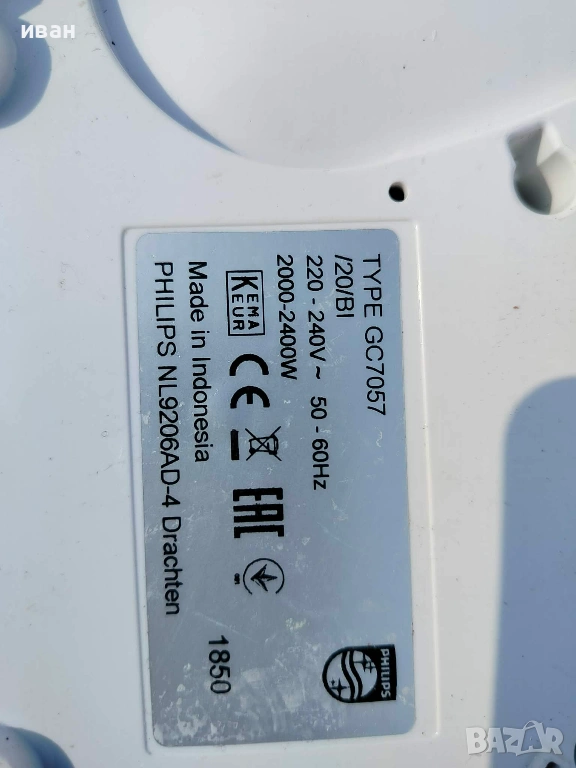 иван
TYPE GC7057
/20/BI
220 - 240V ~ 50 - 60Hz
2000-2400W
KEMA
KEUR
CE
EAC
Made in Indonesia
PHILIPS NL9206AD-4 Drachten
1850
PHILIPS
BAZAR